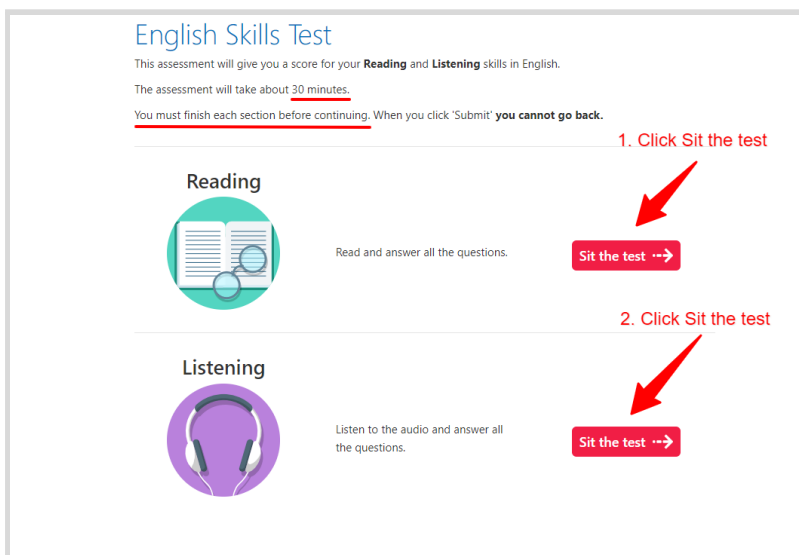 English Skills Test
This assessment will give you a score for your Reading and Listening skills in English.
The assessment will take about 30 minutes.
You must finish each section before continuing. When you click 'Submit' you cannot go back.
1. Click Sit the test
Reading
Read and answer all the questions.
Sit the test
2. Click Sit the test
Listening
Listen to the audio and answer all
the questions.
Sit the test